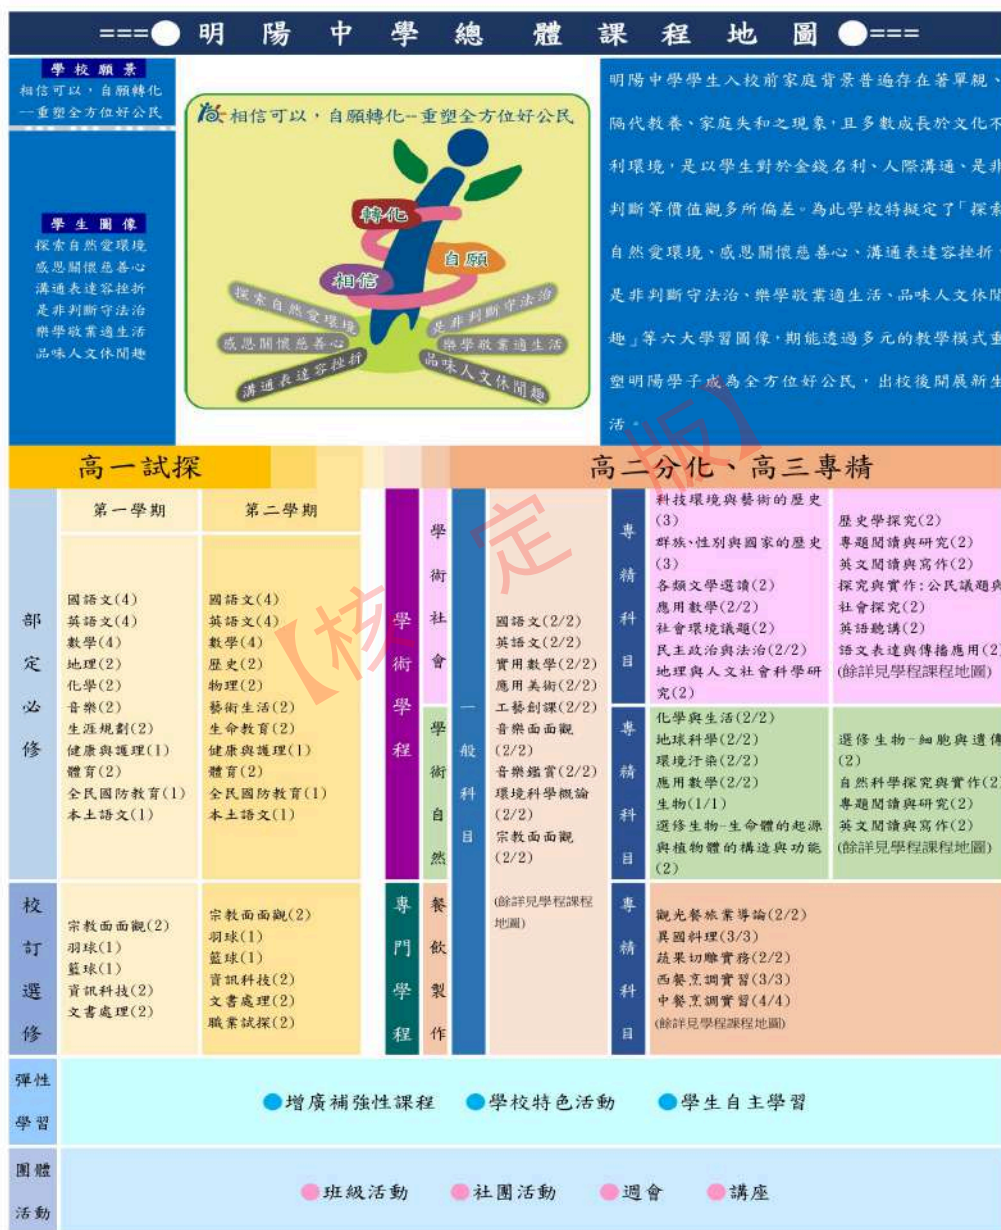 ===●明陽中學總體課程地圖●===
學校願景
相信可以，自願轉化
--重塑全方位好公民
學生圖像
探索自然愛環境
感恩關懷慈善心
溝通表達容挫折
是非判斷守法治
樂學敬業適生活
品味人文休閒趣
相信可以，自願轉化--重塑全方位好公民
轉化
自願
相信
探索自然愛環境
感恩關懷慈善心
溝通表達容挫折
是非判斷守法治
樂學敬業適生活
品味人文休閒趣
明陽中學學生入校前家庭背景普遍存在著單親、
隔代教養、家庭失和之現象，且多數成長於文化不
利環境，是以學生對於金錢名利、人際溝通、是非
判斷等價值觀多所偏差。為此學校特擬定了「探索
自然愛環境、感恩關懷慈善心、溝通表達容挫折、
是非判斷守法治、樂學敬業適生活、品味人文休閒
趣」等六大學習圖像，期能透過多元的教學模式重
塑明陽學子成為全方位好公民，出校後開展新生
活。
高一試探
高二分化、高三專精
部定必修
第一學期
國語文(4)
英語文(4)
數學(4)
地理(2)
化學(2)
音樂(2)
生涯規劃(2)
健康與護理(1)
體育(2)
全民國防教育(1)
本土語文(1)
第二學期
國語文(4)
英語文(4)
數學(4)
歷史(2)
物理(2)
藝術生活(2)
生命教育(2)
健康與護理(1)
體育(2)
全民國防教育(1)
本土語文(1)
校訂選修
宗教面面觀(2)
羽球(1)
籃球(1)
資訊科技(2)
文書處理(2)
宗教面面觀(2)
羽球(1)
籃球(1)
資訊科技(2)
文書處理(2)
職業試探(2)
學術學程
學術社會
學術自然
專門學程
餐飲製作
一般科目
國語文(2/2)
英語文(2/2)
實用數學(2/2)
應用美術(2/2)
工藝創課(2/2)
音樂面面觀
(2/2)
音樂鑑賞(2/2)
環境科學概論
(2/2)
宗教面面觀
(2/2)
(餘詳見學程課程
地圖)
專精科目
科技環境與藝術的歷史
(3)
群族、性別與國家的歷史
(3)
各類文學選讀(2)
應用數學(2/2)
社會環境議題(2)
民主政治與法治(2/2)
地理與人文社會科學研
究(2)
歷史學探究(2)
專題閱讀與研究(2)
英文閱讀與寫作(2)
探究與實作:公民議題與
社會探究(2)
英語聽講(2)
語文表達與傳播應用(2)
(餘詳見學程課程地圖)
專精科目
化學與生活(2/2)
地球科學(2/2)
環境汙染(2/2)
應用數學(2/2)
生物(1/1)
選修生物-生命體的起源
與植物體的構造與功能
(2)
選修生物-細胞與遺傳
(2)
自然科學探究與實作(2)
專題閱讀與研究(2)
英文閱讀與寫作(2)
(餘詳見學程課程地圖)
專精科目
觀光餐旅業導論(2/2)
異國料理(3/3)
蔬果切雕實務(2/2)
西餐烹調實習(3/3)
中餐烹調實習(4/4)
(餘詳見學程課程地圖)
【核定版】
彈性
學習
●增廣補強性課程 ●學校特色活動 ●學生自主學習
團體
活動
●班級活動 ●社團活動 ●週會 ●講座